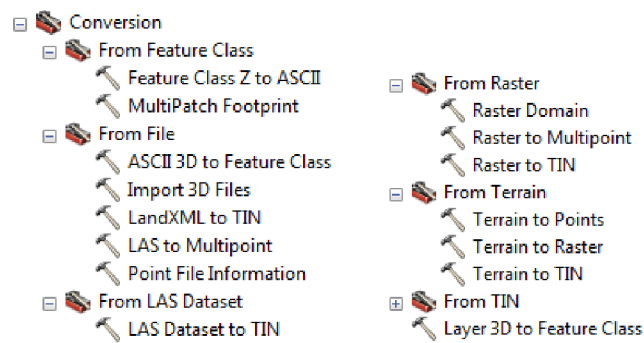 Conversion
From Feature Class
Feature Class Z to ASCII
MultiPatch Footprint
From File
ASCII 3D to Feature Class
Import 3D Files
LandXML to TIN
LAS to Multipoint
Point File Information
From LAS Dataset
LAS Dataset to TIN
From Raster
Raster Domain
Raster to Multipoint
Raster to TIN
From Terrain
Terrain to Points
Terrain to Raster
Terrain to TIN
From TIN
Layer 3D to Feature Class